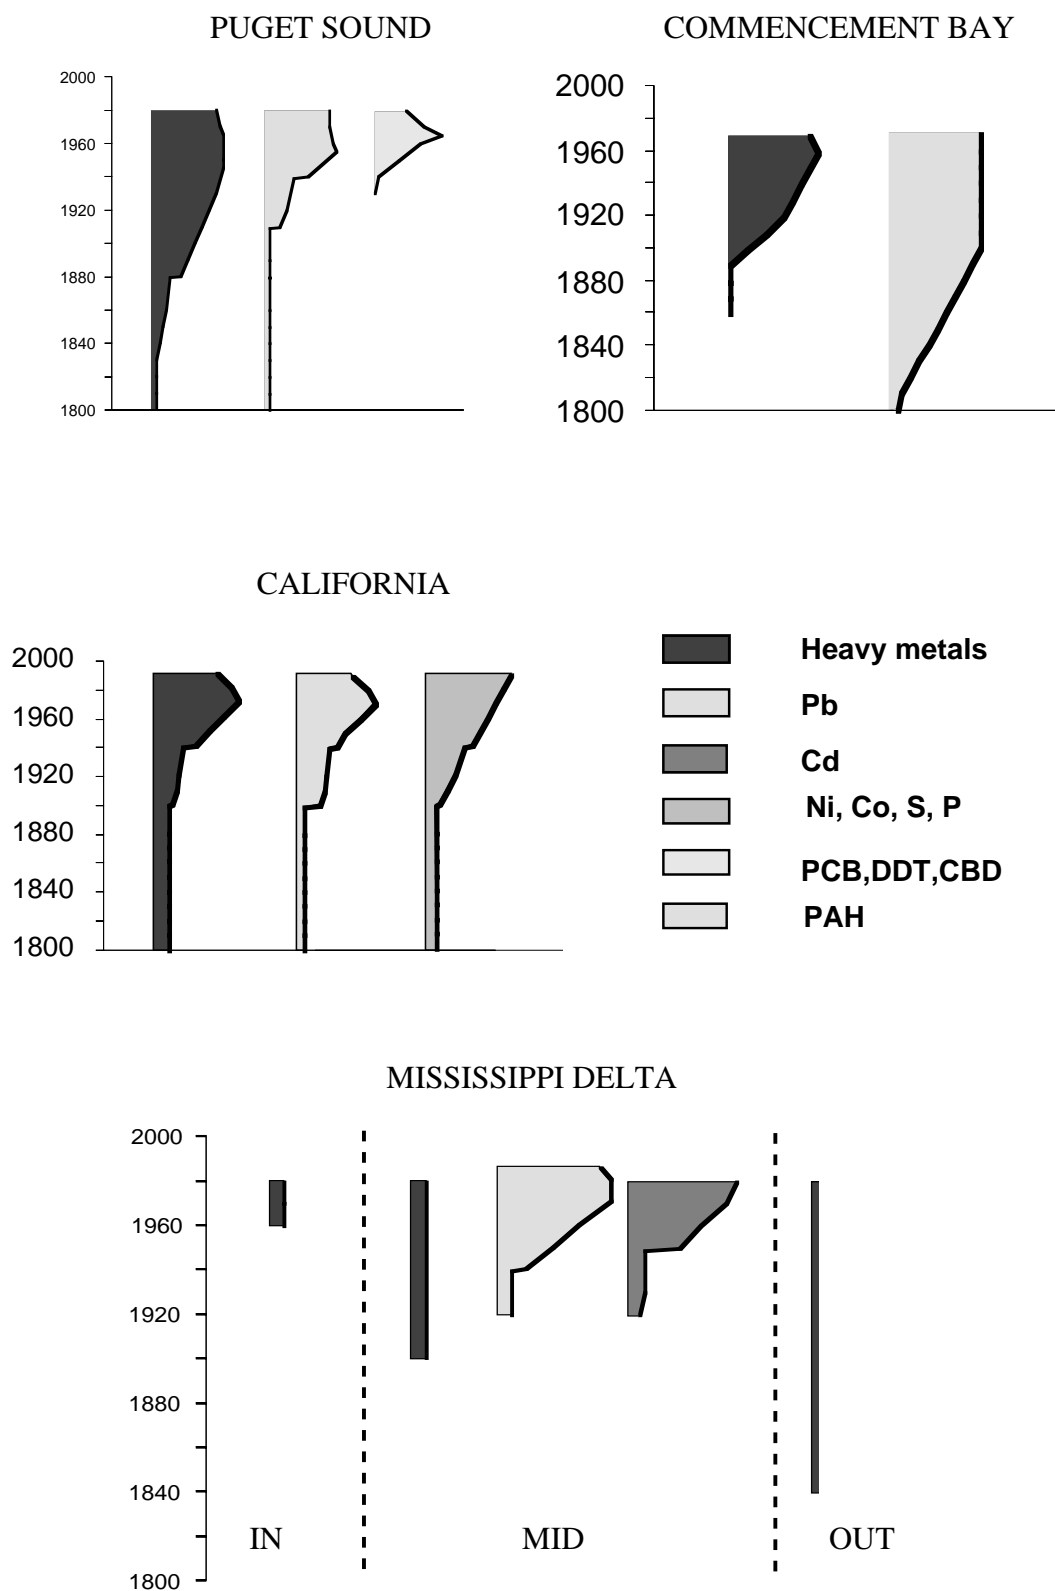 PUGET SOUND
2000
1960
1920
1880
1840
1800
COMMENCEMENT BAY
2000
1960
1920
1880
1840
1800
CALIFORNIA
2000
1960
1920
1880
1840
1800
Heavy metals
Pb
Cd
Ni, Co, S, P
PCB,DDT,CBD
PAH
MISSISSIPPI DELTA
2000
1960
1920
1880
1840
1800
IN
MID
OUT